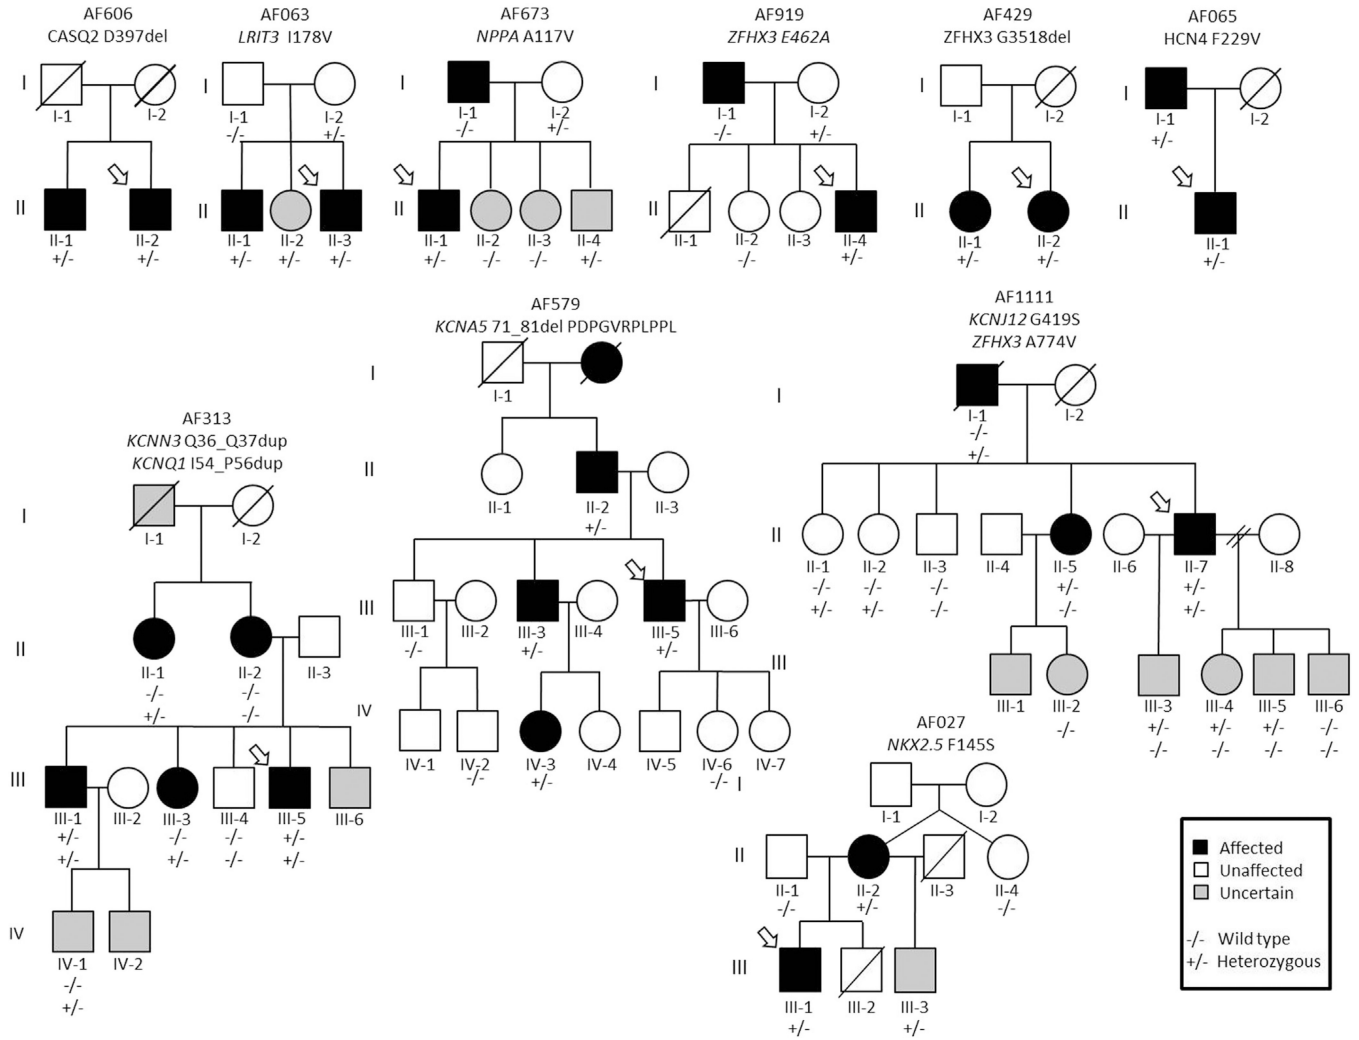 AF606
CASQ2 D397del
I
I-1
I-2
II
II-1
+/-
II-2
+/-
AF063
LRIT3 I178V
I
I-1
-/-
I-2
+/-
II
II-1
+/-
II-2
+/-
II-3
+/-
AF673
NPPA A117V
I
I-1
-/-
I-2
+/-
II
II-1
+/-
II-2
-/-
II-3
-/-
II-4
+/-
AF919
ZFHX3 E462A
I
I-1
-/-
I-2
+/-
II
II-1
II-2
-/-
II-3
II-4
+/-
AF429
ZFHX3 G3518del
I
I-1
I-2
II
II-1
+/-
II-2
+/-
AF065
HCN4 F229V
I
I-1
+/-
I-2
II
II-1
+/-
AF313
KCNN3 Q36_Q37dup
KCNQ1 I54_P56dup
I
I-1
I-2
II
II-1
-/-
+/-
II-2
-/-
-/-
II-3
III
III-1
+/-
+/-
III-2
III-3
-/-
+/-
III-4
-/-
-/-
III-5
+/-
+/-
III-6
IV
IV-1
-/-
+/-
IV-2
AF579
KCNA5 71_81del PDPGVRPLPPL
I
I-1
II
II-1
II-2
+/-
II-3
III
III-1
-/-
III-2
III-3
+/-
III-4
III-5
+/-
III-6
IV
IV-1
IV-2
-/-
IV-3
+/-
IV-4
IV-5
IV-6
-/-
IV-7
AF1111
KCNJ12 G419S
ZFHX3 A774V
I
I-1
-/-
+/-
I-2
II
II-1
-/-
+/-
II-2
-/-
+/-
II-3
-/-
-/-
II-4
II-5
+/-
-/-
II-6
II-7
+/-
+/-
II-8
III
III-1
III-2
-/-
III-3
+/-
-/-
III-4
+/-
-/-
III-5
+/-
-/-
III-6
-/-
-/-
AF027
NKX2.5 F145S
I
I-1
I-2
II
II-1
-/-
II-2
+/-
II-3
II-4
-/-
III
III-1
+/-
III-2
III-3
+/-
Affected
Unaffected
Uncertain
-/- Wild type
+/- Heterozygous